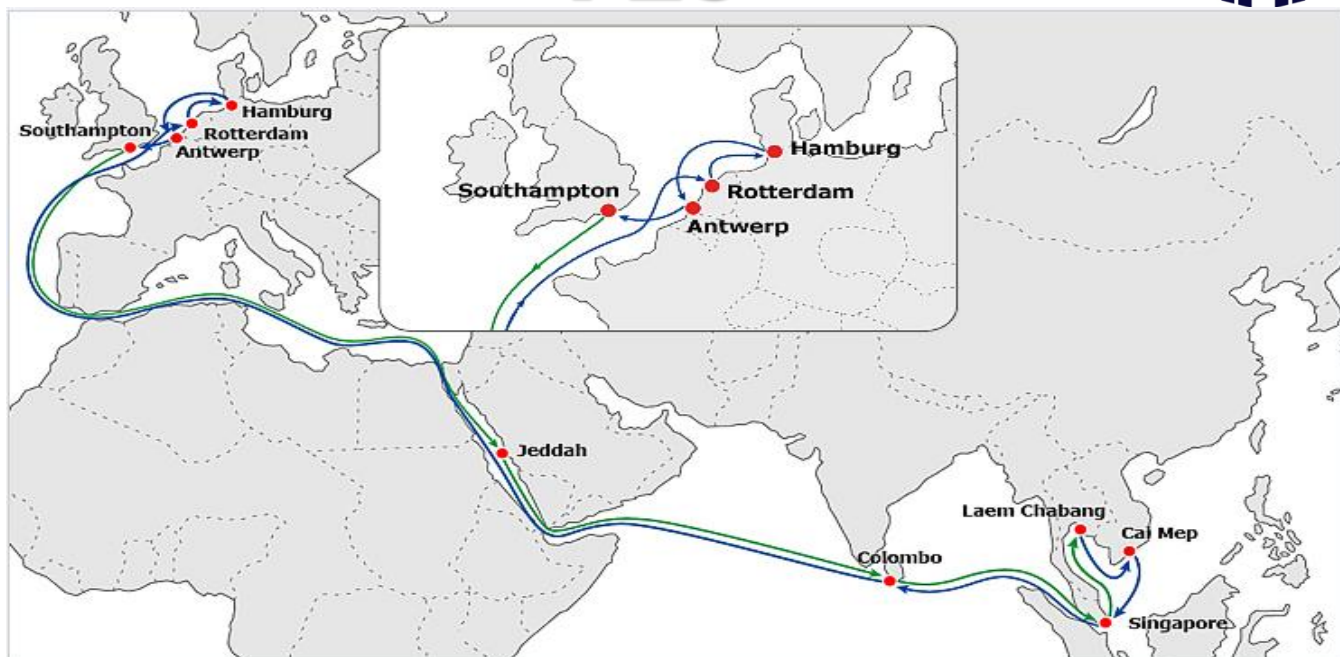 Hamburg
Southampton
Rotterdam
Antwerp
Hamburg
Southampton
Rotterdam
Antwerp
Jeddah
Laem Chabang
Cai Mep
Colombo
Singapore